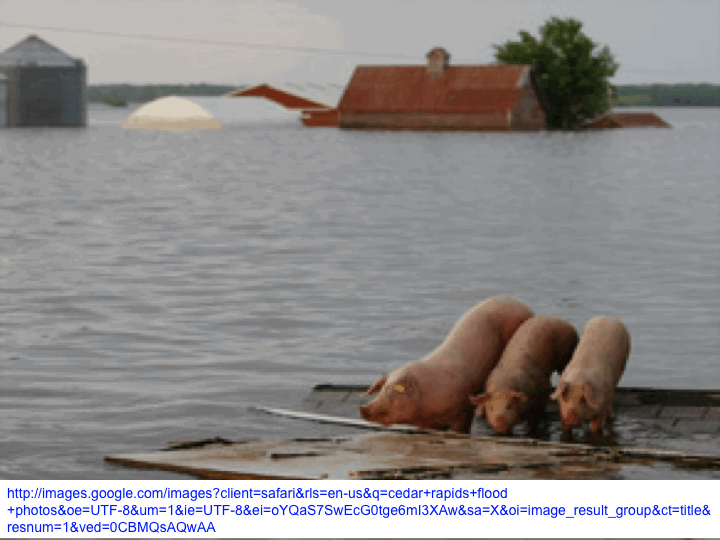 http://images.google.com/images?client=safari&rls=en-us&q=cedar+rapids+flood
+photos&oe=UTF-8&um=1&ie=UTF-8&ei=oYQaS7SwEcG0tge6mI3XAw&sa=X&oi=image_result_group&ct=title&
resnum=1&ved=0CBMQsAQwAA